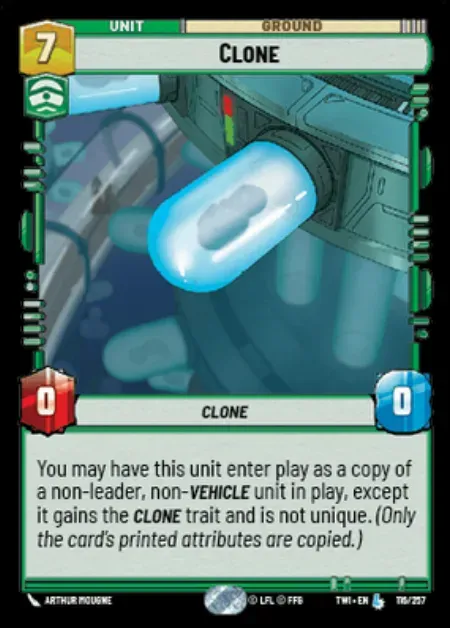 UNIT GROUND
7 CLONE
0 CLONE 0
You may have this unit enter play as a copy of
a non-leader, non-VEHICLE unit in play, except
it gains the CLONE trait and is not unique. (Only
the card's printed attributes are copied.)
ARTHUR MOUGNE © LFL © FFG TWI • EN 116/257